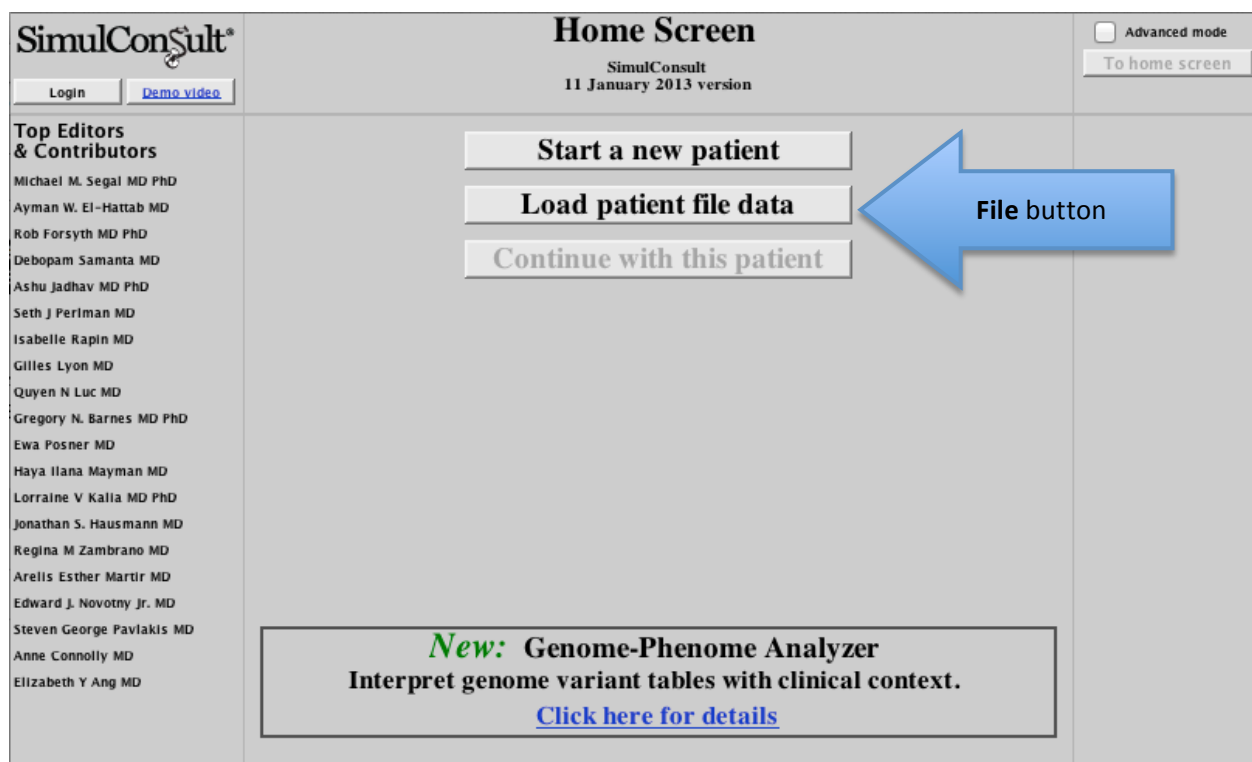 SimulConsult®
Login
Demo video
Home Screen
SimulConsult
11 January 2013 version
Advanced mode
To home screen
Top Editors
& Contributors
Michael M. Segal MD PhD
Ayman W. El-Hattab MD
Rob Forsyth MD PhD
Debopam Samanta MD
Ashu Jadhav MD PhD
Seth J Perlman MD
Isabelle Rapin MD
Gilles Lyon MD
Quyen N Luc MD
Gregory N. Barnes MD PhD
Ewa Posner MD
Haya Ilana Mayman MD
Lorraine V Kalia MD PhD
Jonathan S. Hausmann MD
Regina M Zambrano MD
Arelis Esther Martir MD
Edward J. Novotny Jr. MD
Steven George Pavlakis MD
Anne Connolly MD
Elizabeth Y Ang MD
Start a new patient
Load patient file data
Continue with this patient
File button
New: Genome-Phenome Analyzer
Interpret genome variant tables with clinical context.
Click here for details